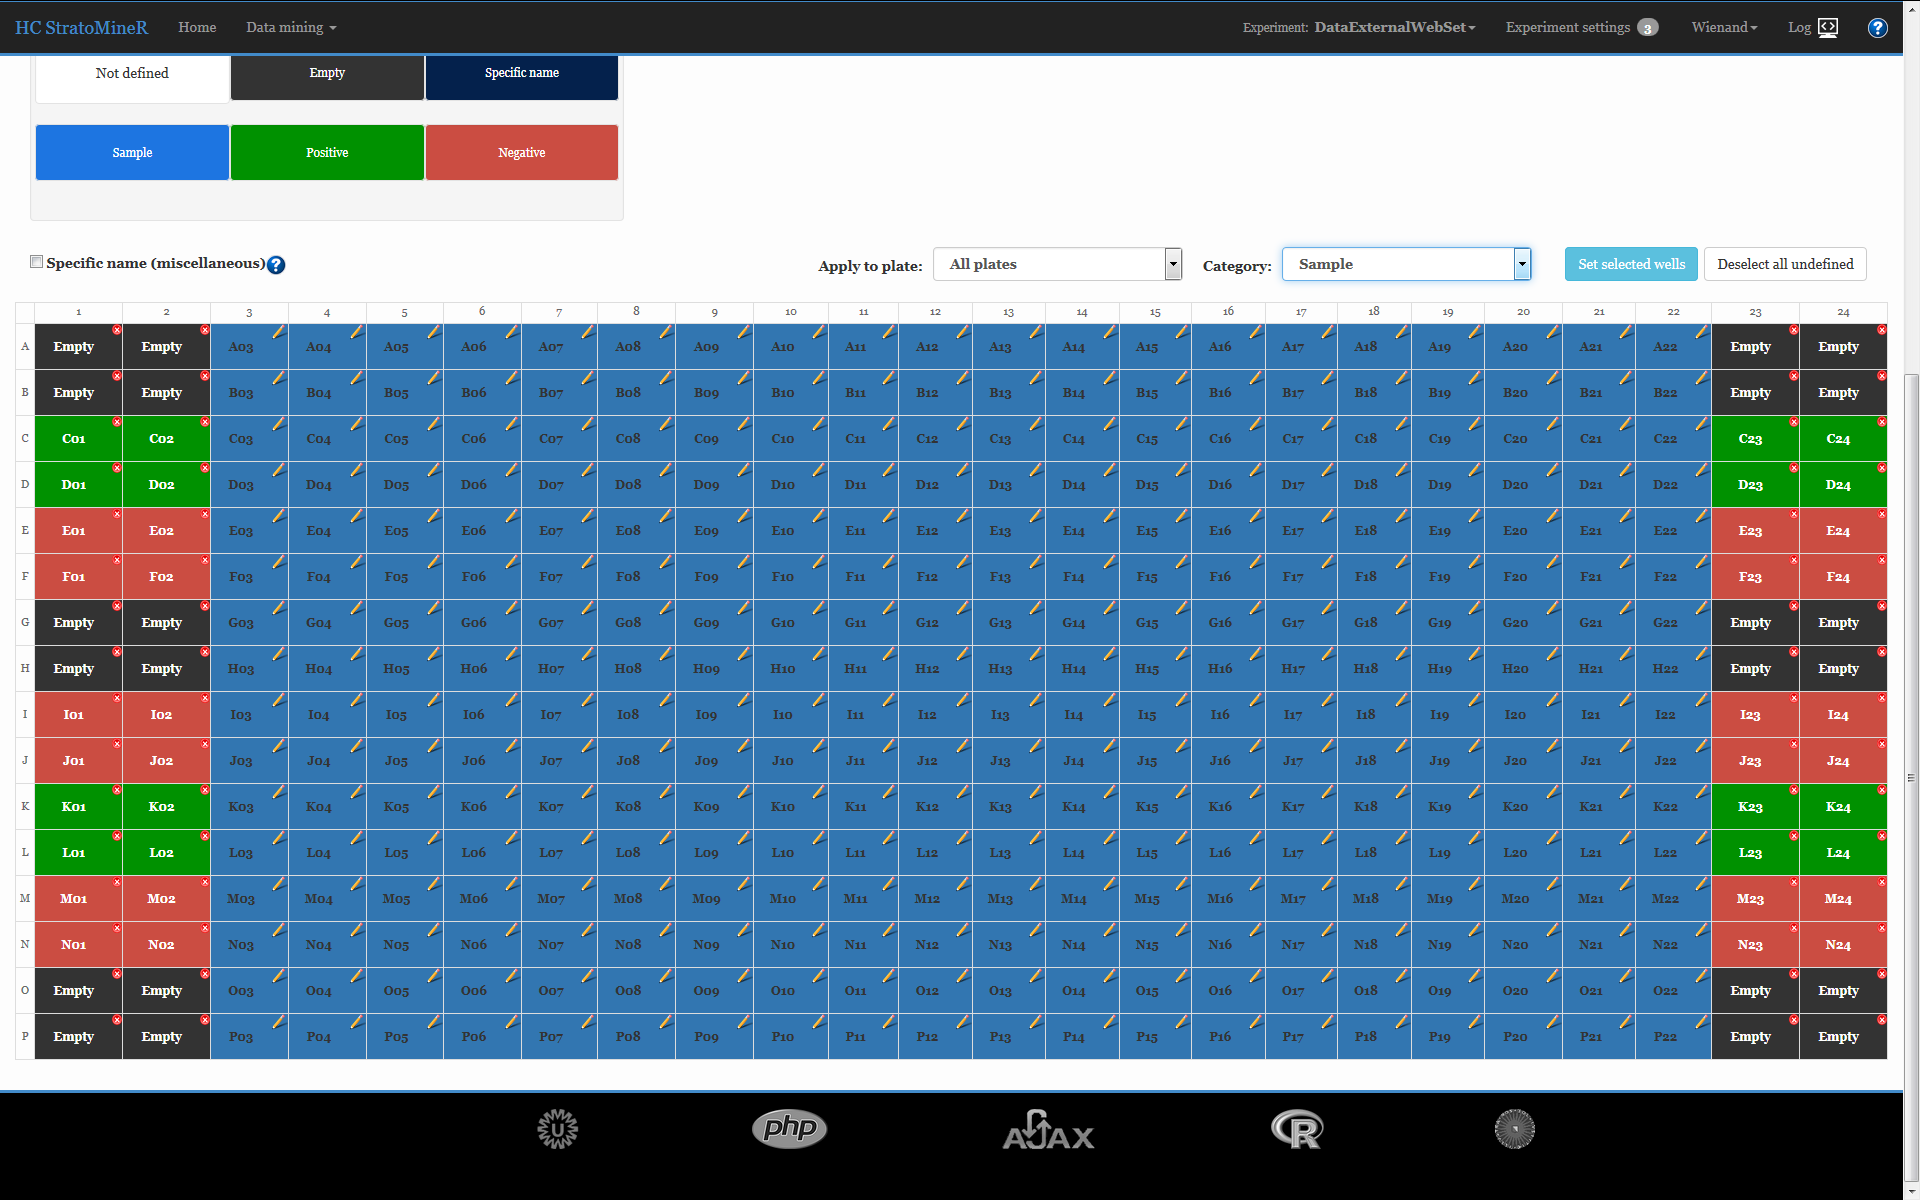 HC StratoMineR Home Data mining Experiment: DataExternalWebSet Experiment settings 3 Wienand Log ?
Not defined Empty Specific name
Sample Positive Negative
Specific name (miscellaneous) ? Apply to plate: All plates Category: Sample Set selected wells Deselect all undefined
1 2 3 4 5 6 7 8 9 10 11 12 13 14 15 16 17 18 19 20 21 22 23 24
A Empty Empty A03 A04 A05 A06 A07 A08 A09 A10 A11 A12 A13 A14 A15 A16 A17 A18 A19 A20 A21 A22 Empty Empty
B Empty Empty B03 B04 B05 B06 B07 B08 B09 B10 B11 B12 B13 B14 B15 B16 B17 B18 B19 B20 B21 B22 Empty Empty
C C01 C02 C03 C04 C05 C06 C07 C08 C09 C10 C11 C12 C13 C14 C15 C16 C17 C18 C19 C20 C21 C22 C23 C24
D D01 D02 D03 D04 D05 D06 D07 D08 D09 D10 D11 D12 D13 D14 D15 D16 D17 D18 D19 D20 D21 D22 D23 D24
E E01 E02 E03 E04 E05 E06 E07 E08 E09 E10 E11 E12 E13 E14 E15 E16 E17 E18 E19 E20 E21 E22 E23 E24
F F01 F02 F03 F04 F05 F06 F07 F08 F09 F10 F11 F12 F13 F14 F15 F16 F17 F18 F19 F20 F21 F22 F23 F24
G Empty Empty G03 G04 G05 G06 G07 G08 G09 G10 G11 G12 G13 G14 G15 G16 G17 G18 G19 G20 G21 G22 Empty Empty
H Empty Empty H03 H04 H05 H06 H07 H08 H09 H10 H11 H12 H13 H14 H15 H16 H17 H18 H19 H20 H21 H22 Empty Empty
I I01 I02 I03 I04 I05 I06 I07 I08 I09 I10 I11 I12 I13 I14 I15 I16 I17 I18 I19 I20 I21 I22 I23 I24
J J01 J02 J03 J04 J05 J06 J07 J08 J09 J10 J11 J12 J13 J14 J15 J16 J17 J18 J19 J20 J21 J22 J23 J24
K K01 K02 K03 K04 K05 K06 K07 K08 K09 K10 K11 K12 K13 K14 K15 K16 K17 K18 K19 K20 K21 K22 K23 K24
L L01 L02 L03 L04 L05 L06 L07 L08 L09 L10 L11 L12 L13 L14 L15 L16 L17 L18 L19 L20 L21 L22 L23 L24
M M01 M02 M03 M04 M05 M06 M07 M08 M09 M10 M11 M12 M13 M14 M15 M16 M17 M18 M19 M20 M21 M22 M23 M24
N N01 N02 N03 N04 N05 N06 N07 N08 N09 N10 N11 N12 N13 N14 N15 N16 N17 N18 N19 N20 N21 N22 N23 N24
O Empty Empty O03 O04 O05 O06 O07 O08 O09 O10 O11 O12 O13 O14 O15 O16 O17 O18 O19 O20 O21 O22 Empty Empty
P Empty Empty P03 P04 P05 P06 P07 P08 P09 P10 P11 P12 P13 P14 P15 P16 P17 P18 P19 P20 P21 P22 Empty Empty
U php AJAX R